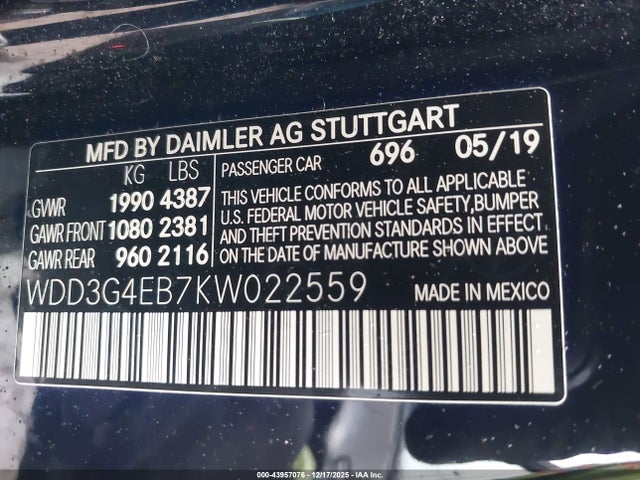 MFD BY DAIMLER AG STUTTGART
KG LBS
GVWR 1990 4387
GAWR FRONT 1080 2381
GAWR REAR 960 2116
PASSENGER CAR 696 05/19
THIS VEHICLE CONFORMS TO ALL APPLICABLE
U.S. FEDERAL MOTOR VEHICLE SAFETY,BUMPER
AND THEFT PREVENTION STANDARDS IN EFFECT
ON THE DATE OF MANUFACTURE SHOWN ABOVE.
WDD3G4EB7KW022559
MADE IN MEXICO
000-43957076 • 12/17/2025 • IAA Inc.